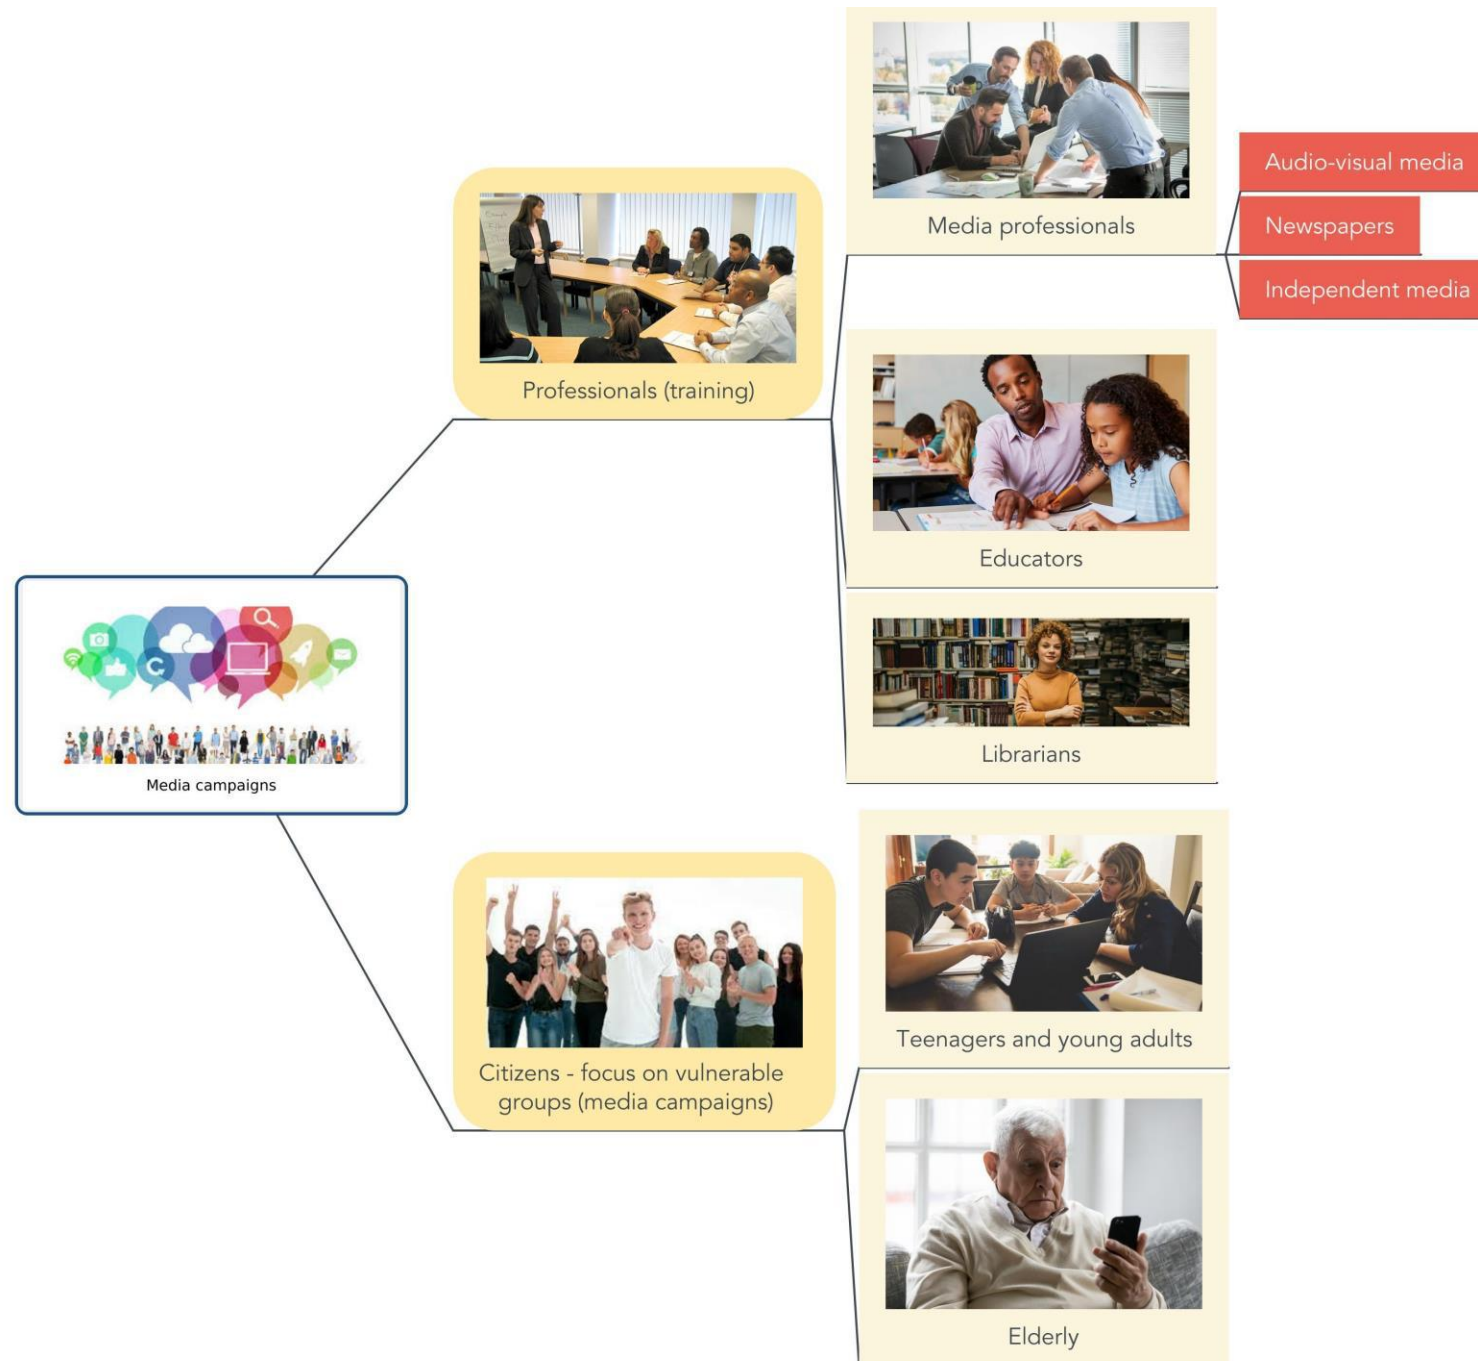 Media campaigns
Professionals (training)
Media professionals
Audio-visual media
Newspapers
Independent media
Educators
Librarians
Citizens - focus on vulnerable
groups (media campaigns)
Teenagers and young adults
Elderly